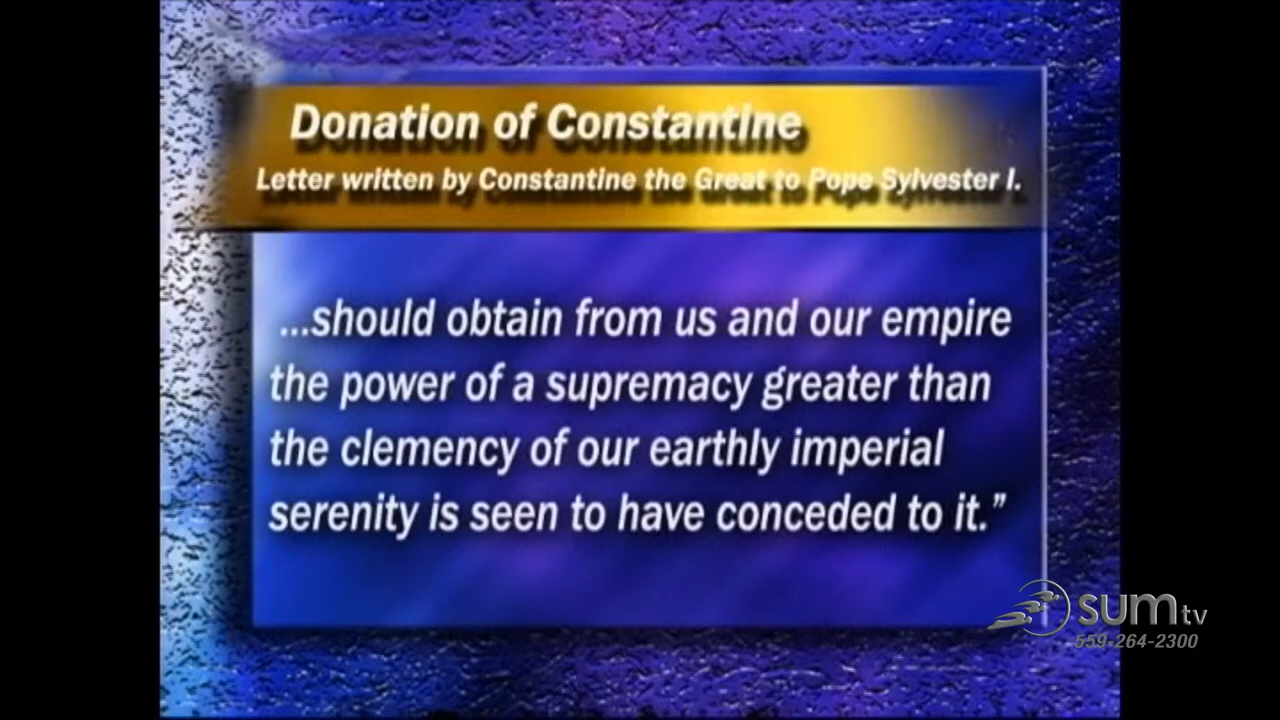 Donation of Constantine
Letter written by Constantine the Great to Pope Sylvester I.
...should obtain from us and our empire
the power of a supremacy greater than
the clemency of our earthly imperial
serenity is seen to have conceded to it.”
sumtv
559-264-2300